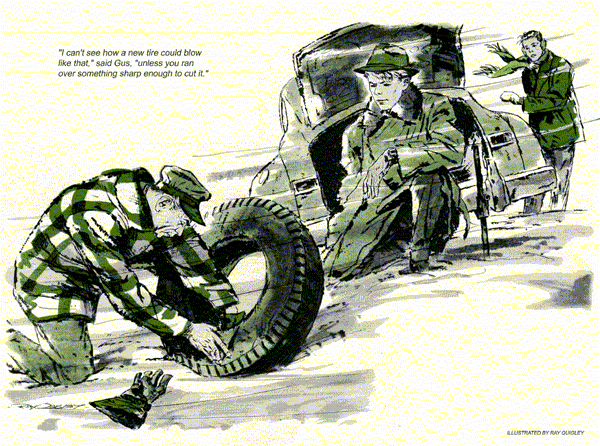 "I can't see how a new tire could blow
like that," said Gus, "unless you ran
over something sharp enough to cut it."
ILLUSTRATED BY RAY QUIGLEY